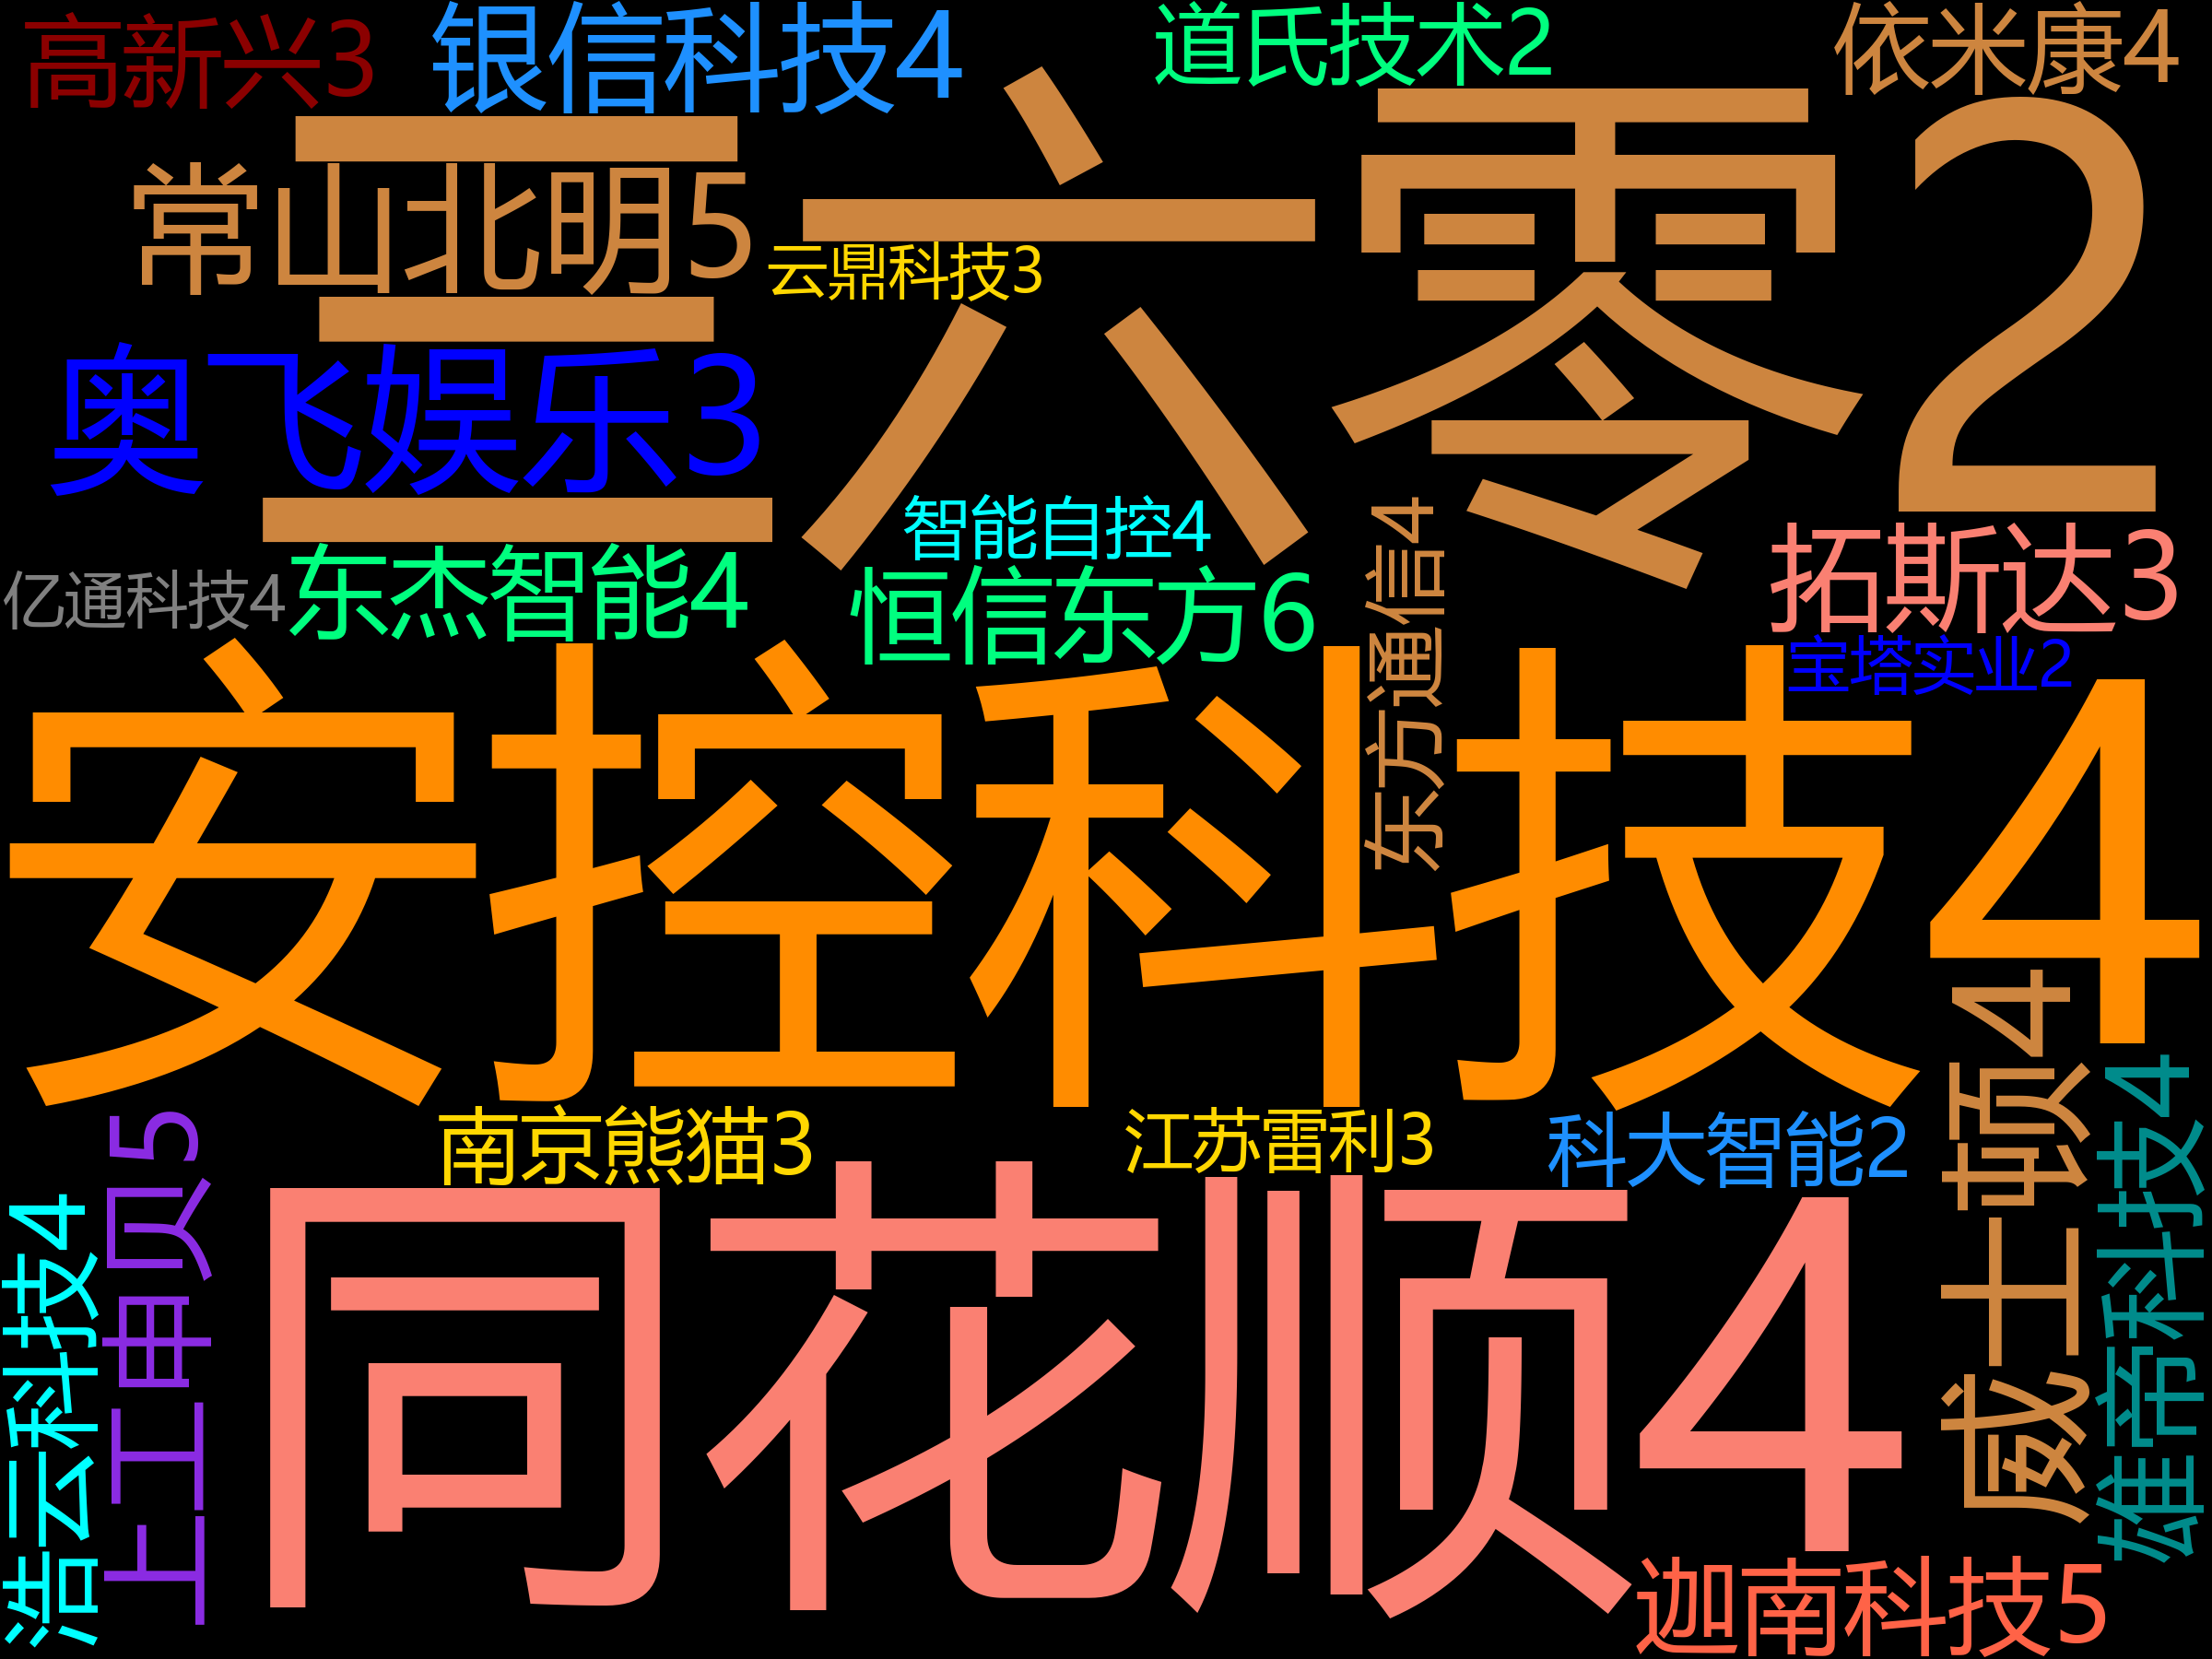 高新兴3
银信科技4
道氏技术2
依米康4
三六零2
常山北明5
云涌科技3
奥飞娱乐3
智能自控4
东方通信4
拓斯达3
亿通科技4
东杰智能4
恒信东方6
宝塔实业2
安控科技4
南京熊猫3
江苏雷利3
科大智能2
威士顿4
维帝科技4
上工申贝5
浩云科技4
同花顺4
迦南科技5